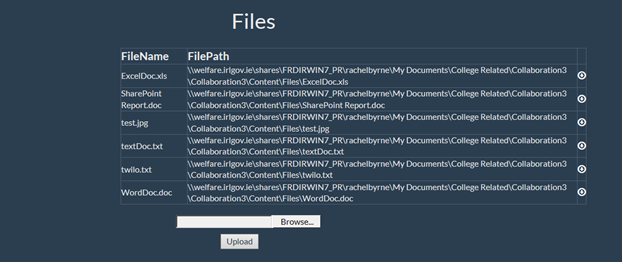 Files
FileName FilePath
ExcelDoc.xls \\welfare.irlgov.ie\shares\FRDIRWIN7_PR\rachelbyrne\My Documents\College Related\Collaboration3
\Collaboration3\Content\Files\ExcelDoc.xls
SharePoint \\welfare.irlgov.ie\shares\FRDIRWIN7_PR\rachelbyrne\My Documents\College Related\Collaboration3
Report.doc \Collaboration3\Content\Files\SharePoint Report.doc
test.jpg \\welfare.irlgov.ie\shares\FRDIRWIN7_PR\rachelbyrne\My Documents\College Related\Collaboration3
\Collaboration3\Content\Files\test.jpg
textDoc.txt \\welfare.irlgov.ie\shares\FRDIRWIN7_PR\rachelbyrne\My Documents\College Related\Collaboration3
\Collaboration3\Content\Files\textDoc.txt
twilo.txt \\welfare.irlgov.ie\shares\FRDIRWIN7_PR\rachelbyrne\My Documents\College Related\Collaboration3
\Collaboration3\Content\Files\twilo.txt
WordDoc.doc \\welfare.irlgov.ie\shares\FRDIRWIN7_PR\rachelbyrne\My Documents\College Related\Collaboration3
\Collaboration3\Content\Files\WordDoc.doc
Browse...
Upload